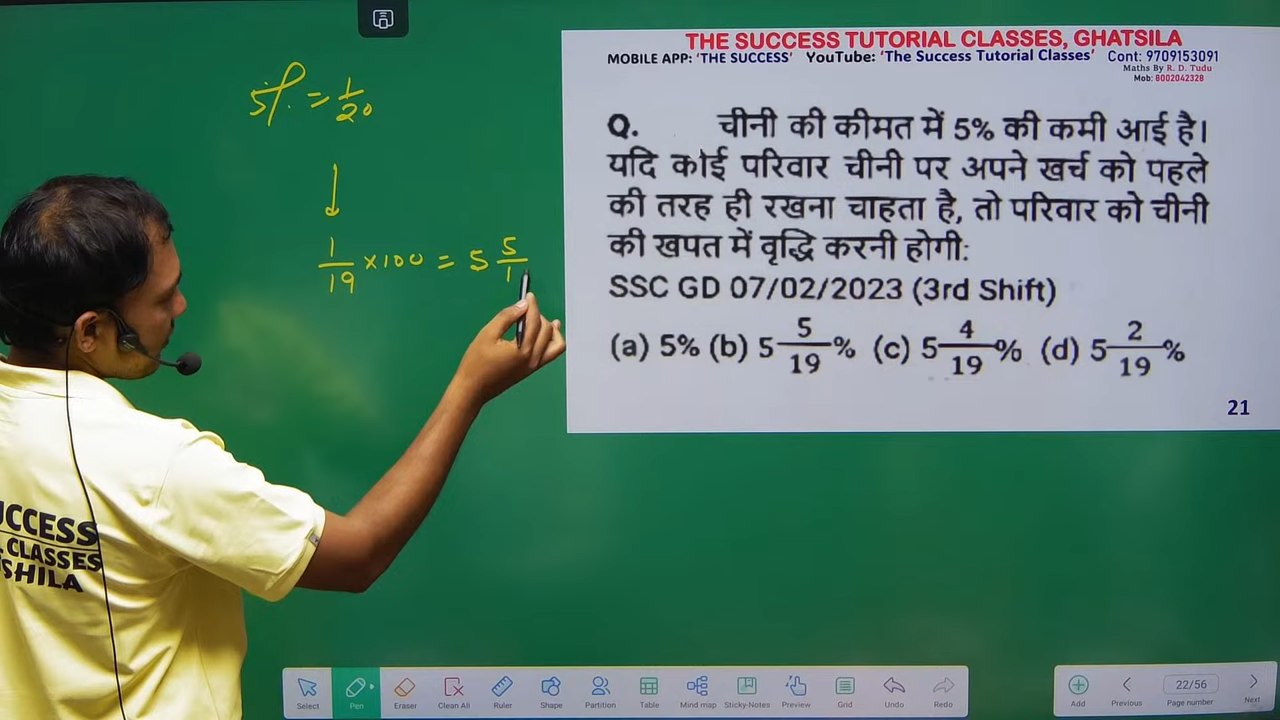 THE SUCCESS TUTORIAL CLASSES, GHATSILA
MOBILE APP: 'THE SUCCESS' YouTube: 'The Success Tutorial Classes' Cont: 9709153091
Maths By R. D. Tudu
Mob: 8002042328
Q. चीनी की कीमत में 5% की कमी आई है।
यदि कोई परिवार चीनी पर अपने खर्च को पहले
की तरह ही रखना चाहता है, तो परिवार को चीनी
की खपत में वृद्धि करनी होगी:
SSC GD 07/02/2023 (3rd Shift)
(a) 5% (b) 5 5/19 % (c) 5 4/19 % (d) 5 2/19 %
21
5% = 1/20
↓
1/19 × 100 = 5 5/1
UCCESS
CLASSES
SHILA
Select Pen Eraser Clean All Ruler Shape Partition Table Mind map Sticky-Notes Preview Grid Undo Redo
Add Previous 22/56 Page number Next